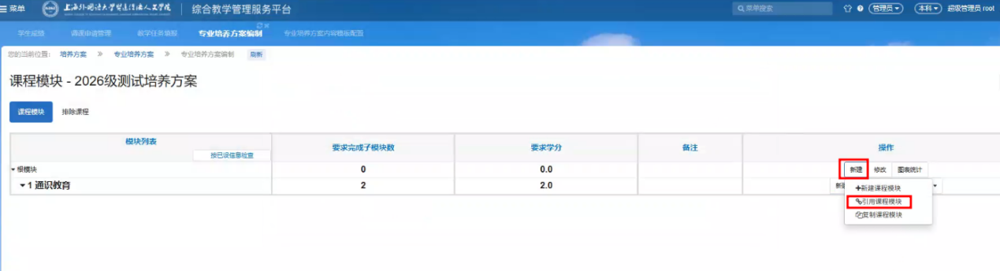 菜单 上海外国语大学贤达经济人文学院 综合教学管理服务平台 菜单搜索 管理员 本科 超级管理员 root
学生成绩 调课申请管理 教学任务填报 专业培养方案编制 专业培养方案内容模板配置
您的当前位置： 培养方案 » 专业培养方案 » 专业培养方案编制 刷新
课程模块 - 2026级测试培养方案
课程模块 排除课程
模块列表 要求完成子模块数 要求学分 备注 操作
按已设信息检查
根模块 0 0.0 新建 修改 图表统计
1 通识教育 2 2.0
新建课程模块
引用课程模块
复制课程模块